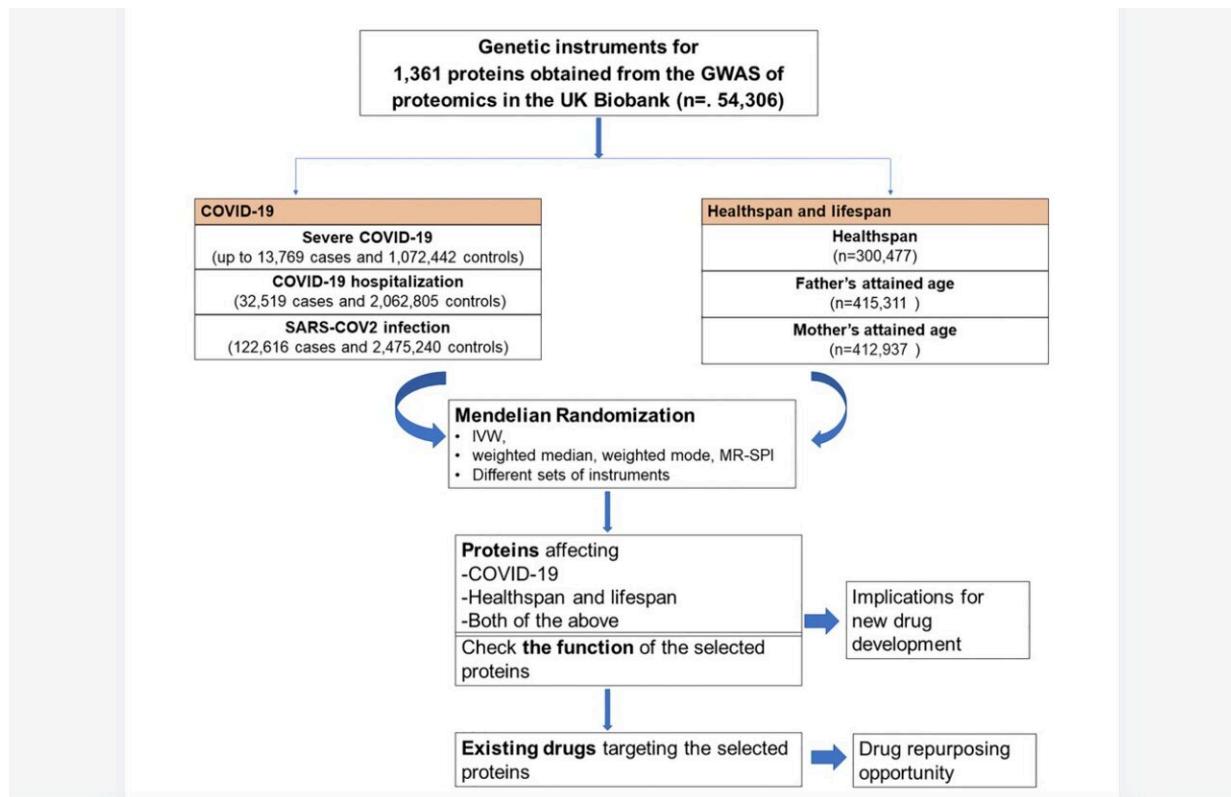 Genetic instruments for
1,361 proteins obtained from the GWAS of
proteomics in the UK Biobank (n=. 54,306)
COVID-19
Severe COVID-19
(up to 13,769 cases and 1,072,442 controls)
COVID-19 hospitalization
(32,519 cases and 2,062,805 controls)
SARS-COV2 infection
(122,616 cases and 2,475,240 controls)
Healthspan and lifespan
Healthspan
(n=300,477)
Father's attained age
(n=415,311 )
Mother's attained age
(n=412,937 )
Mendelian Randomization
• IVW,
• weighted median, weighted mode, MR-SPI
• Different sets of instruments
Proteins affecting
-COVID-19
-Healthspan and lifespan
-Both of the above
Check the function of the selected
proteins
Implications for
new drug
development
Existing drugs targeting the selected
proteins
Drug repurposing
opportunity